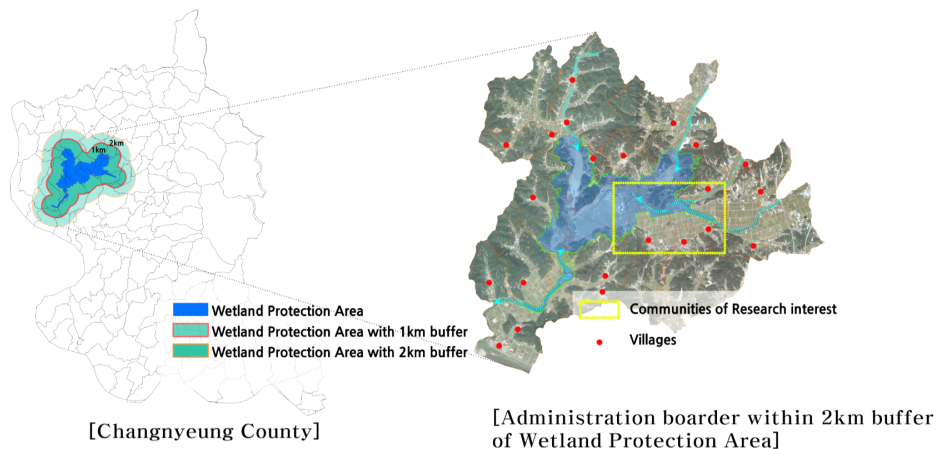 2km
1km
Wetland Protection Area
Wetland Protection Area with 1km buffer
Wetland Protection Area with 2km buffer
[Changnyeung County]
Communities of Research interest
Villages
[Administration boarder within 2km buffer
of Wetland Protection Area]